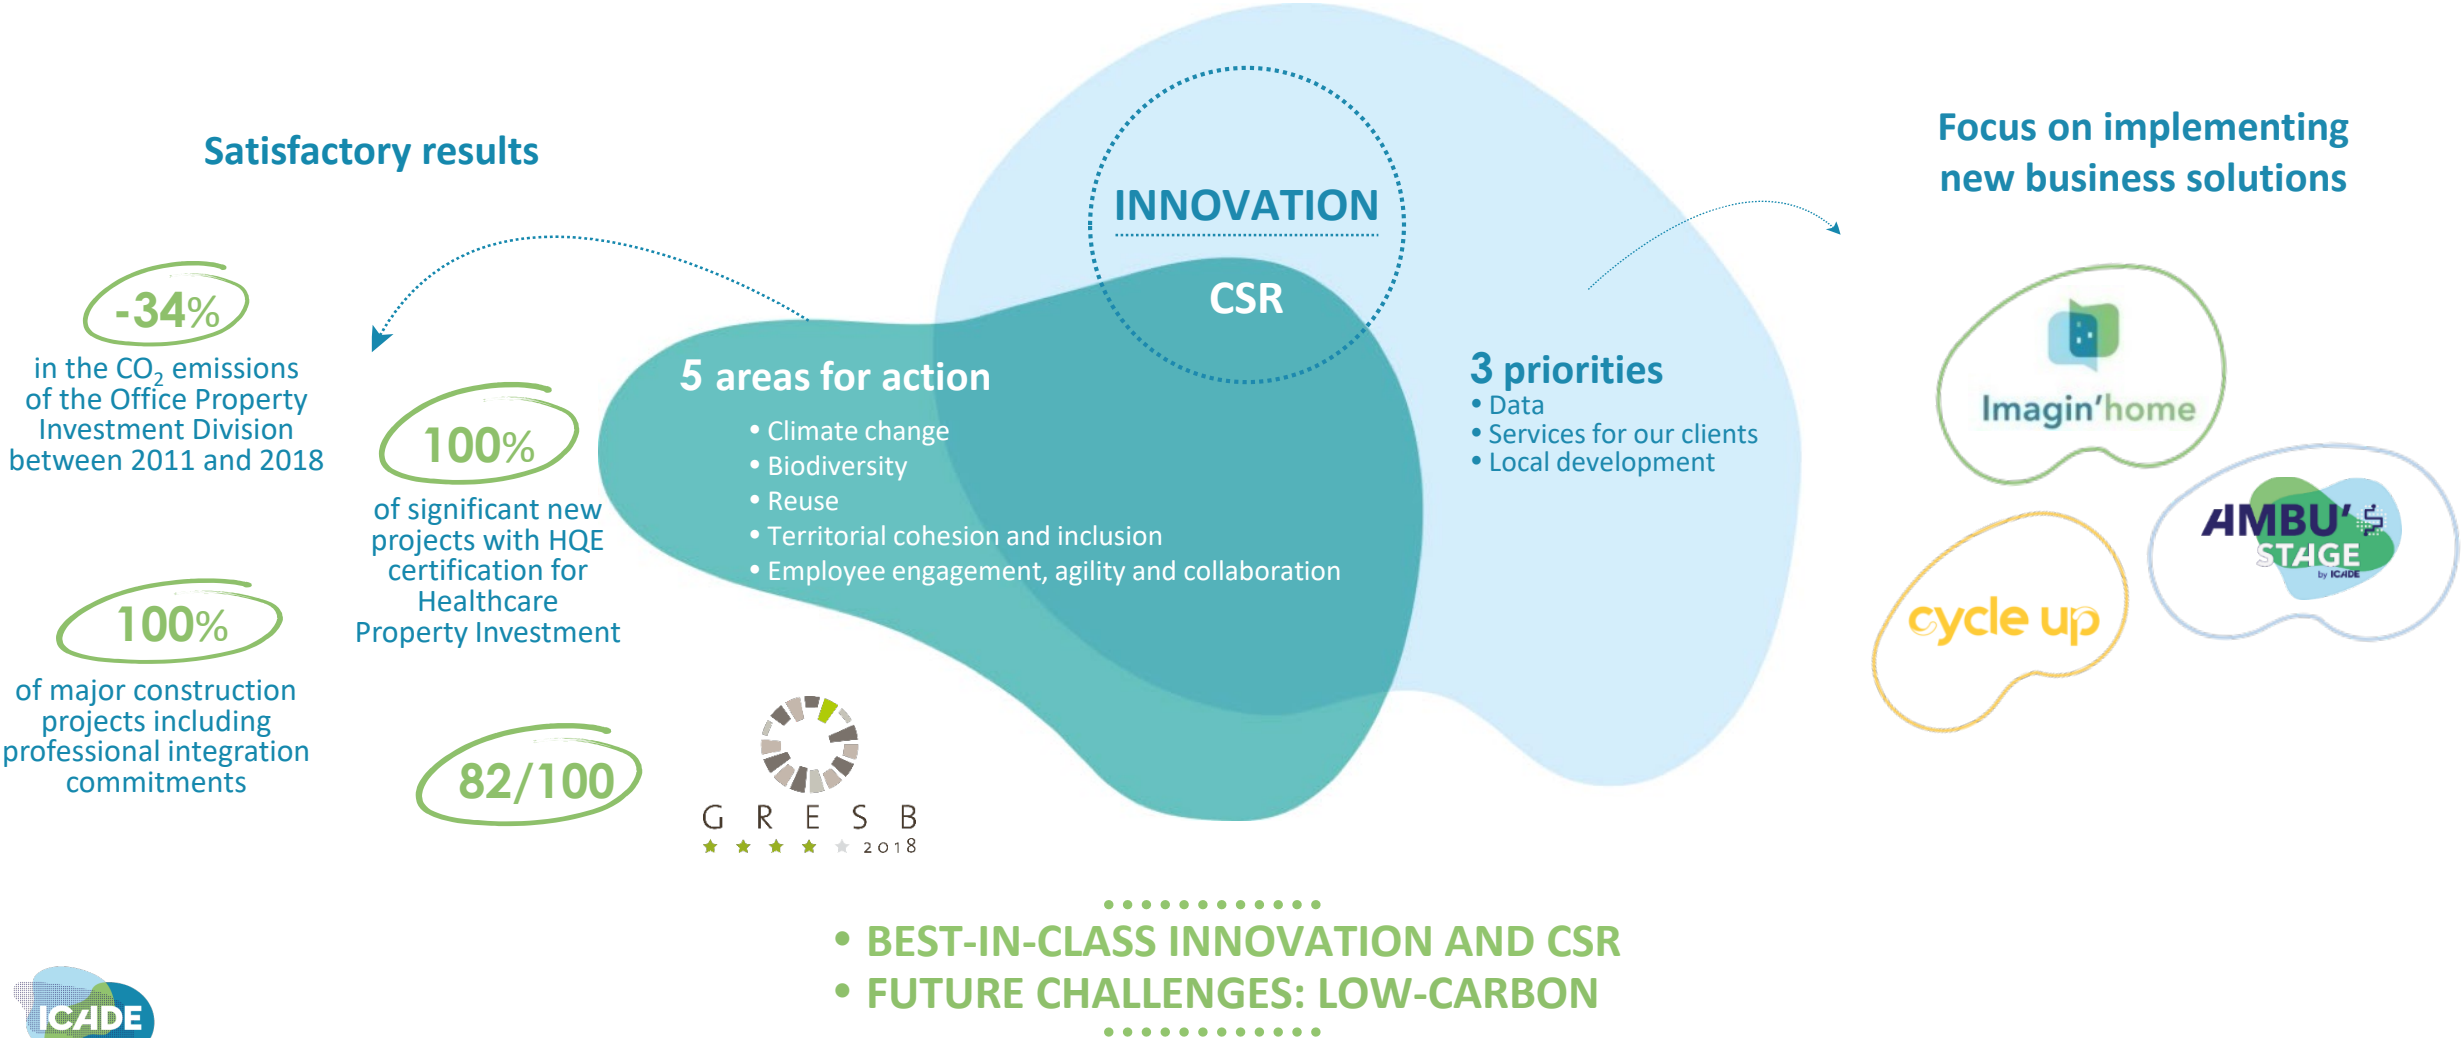 Satisfactory results
-34%
in the CO₂ emissions
of the Office Property
Investment Division
between 2011 and 2018
100%
of significant new
projects with HQE
certification for
Healthcare
Property Investment
100%
of major construction
projects including
professional integration
commitments
82/100
GRESB
2018
INNOVATION
CSR
5 areas for action
• Climate change
• Biodiversity
• Reuse
• Territorial cohesion and inclusion
• Employee engagement, agility and collaboration
3 priorities
• Data
• Services for our clients
• Local development
Focus on implementing
new business solutions
Imagin'home
AMBU'
STAGE
by ICADE
cycle up
• BEST-IN-CLASS INNOVATION AND CSR
• FUTURE CHALLENGES: LOW-CARBON
ICADE